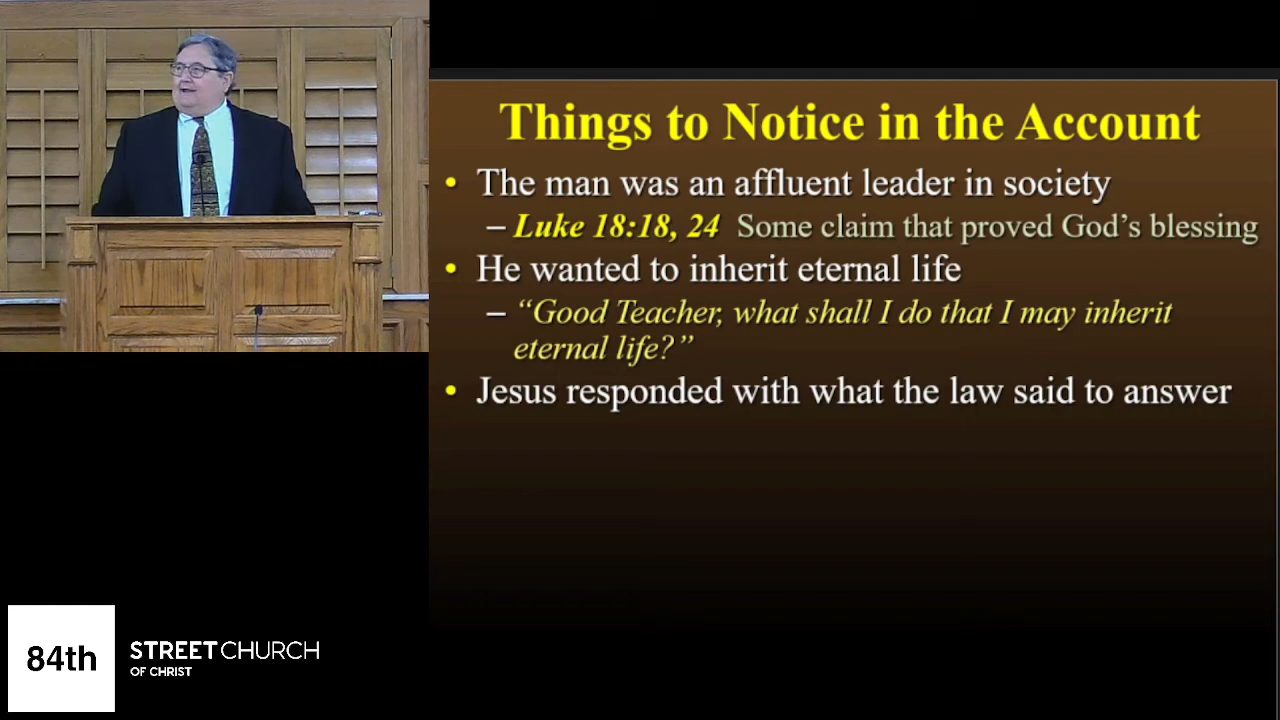 Things to Notice in the Account
• The man was an affluent leader in society
– Luke 18:18, 24 Some claim that proved God’s blessing
• He wanted to inherit eternal life
– “Good Teacher, what shall I do that I may inherit
eternal life?”
• Jesus responded with what the law said to answer
84th
STREET CHURCH
OF CHRIST